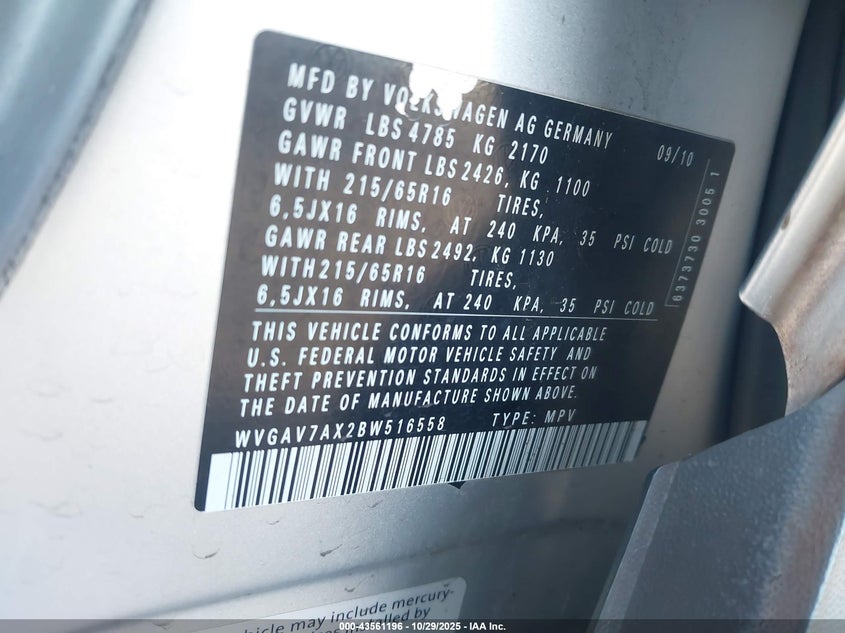 MFD BY VOLKSWAGEN AG GERMANY 09/10
GVWR LBS 4785 KG 2170
GAWR FRONT LBS 2426, KG 1100
WITH 215/65R16 TIRES,
6,5JX16 RIMS, AT 240 KPA, 35 PSI COLD
GAWR REAR LBS 2492, KG 1130
WITH 215/65R16 TIRES,
6,5JX16 RIMS, AT 240 KPA, 35 PSI COLD
THIS VEHICLE CONFORMS TO ALL APPLICABLE
U.S. FEDERAL MOTOR VEHICLE SAFETY AND
THEFT PREVENTION STANDARDS IN EFFECT ON
THE DATE OF MANUFACTURE SHOWN ABOVE.
WVGAV7AX2BW516558 TYPE: MPV
6373730 3005 1
vehicle may include mercury-
installed by
000-43561196 - 10/29/2025 - IAA Inc.